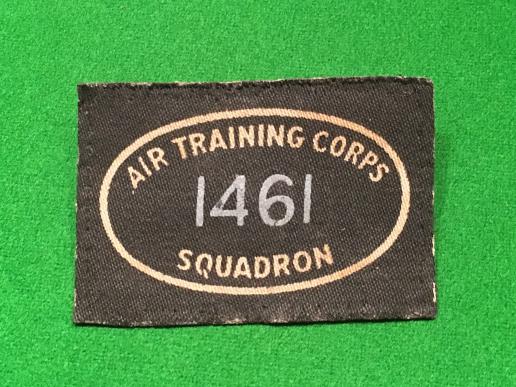 AIR TRAINING CORPS
1461
SQUADRON